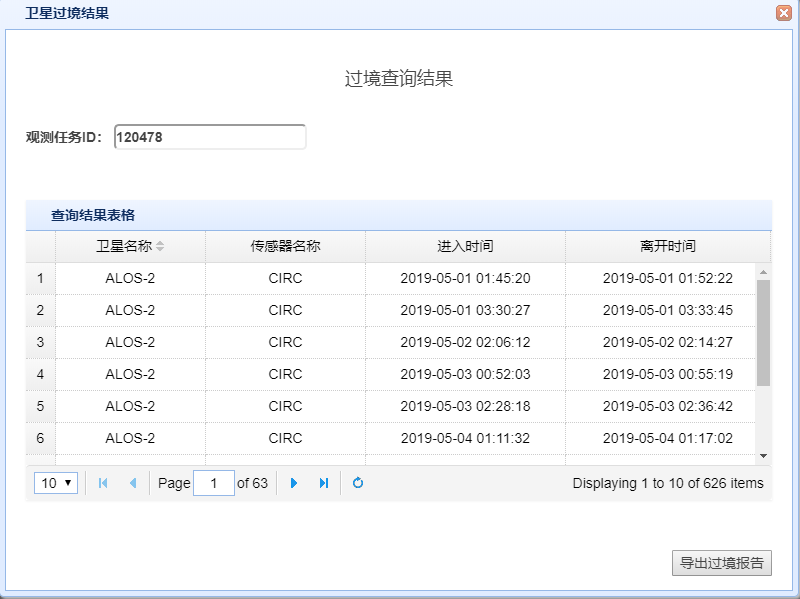 卫星过境结果
过境查询结果
观测任务ID： 120478
查询结果表格
卫星名称 传感器名称 进入时间 离开时间
1 ALOS-2 CIRC 2019-05-01 01:45:20 2019-05-01 01:52:22
2 ALOS-2 CIRC 2019-05-01 03:30:27 2019-05-01 03:33:45
3 ALOS-2 CIRC 2019-05-02 02:06:12 2019-05-02 02:14:27
4 ALOS-2 CIRC 2019-05-03 00:52:03 2019-05-03 00:55:19
5 ALOS-2 CIRC 2019-05-03 02:28:18 2019-05-03 02:36:42
6 ALOS-2 CIRC 2019-05-04 01:11:32 2019-05-04 01:17:02
10 Page 1 of 63 Displaying 1 to 10 of 626 items
导出过境报告